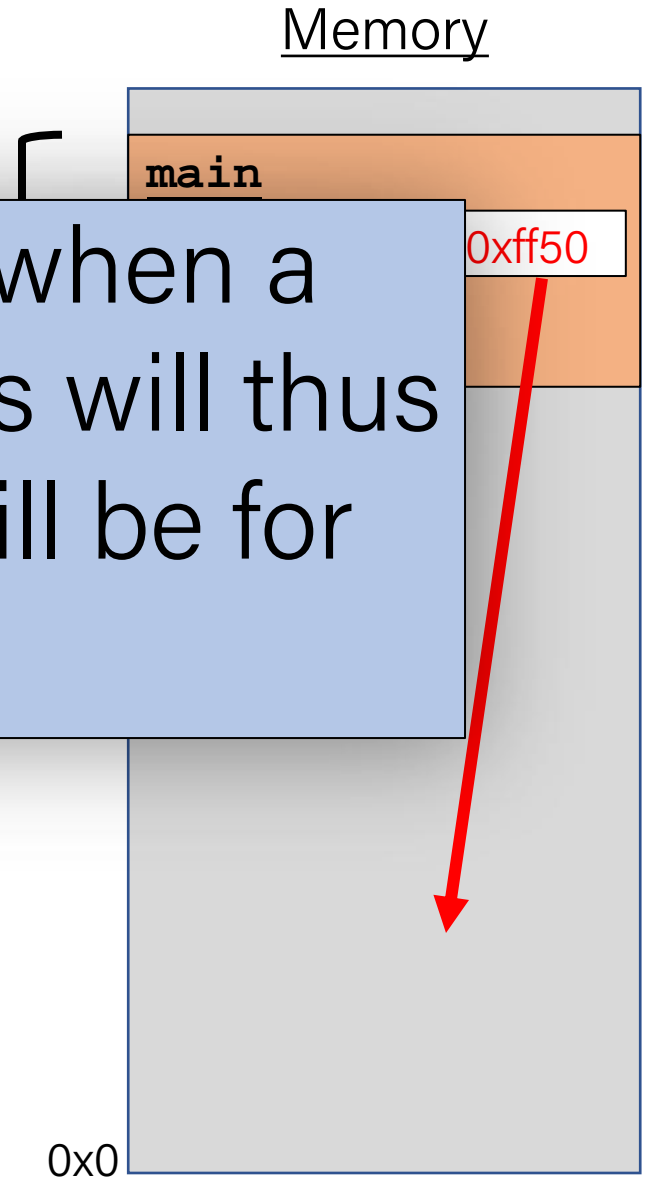 Memory
main
0xff50
when a
s will thus
ill be for
0x0